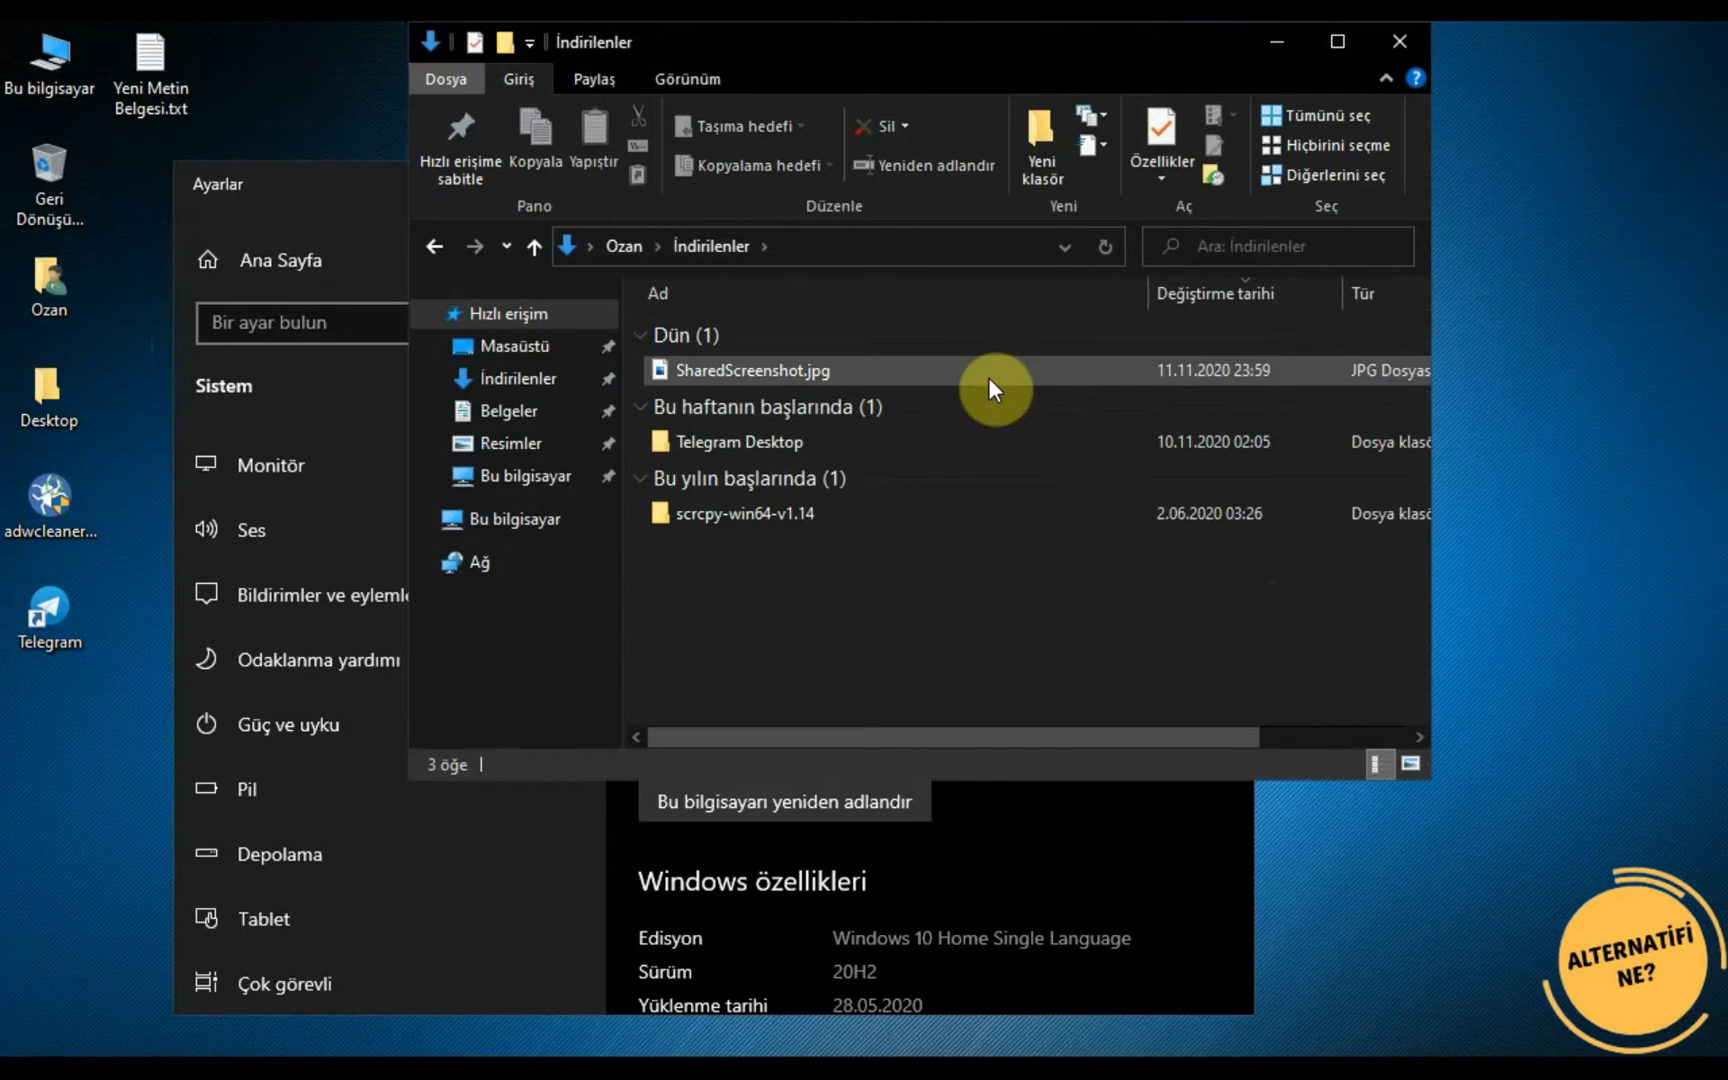 Bu bilgisayar
Yeni Metin
Belgesi.txt
Geri
Dönüşü...
Ozan
Desktop
adwcleaner...
Telegram
Ayarlar
Ana Sayfa
Bir ayar bulun
Sistem
Monitör
Ses
Bildirimler ve eylemle
Odaklanma yardımı
Güç ve uyku
Pil
Depolama
Tablet
Çok görevli
İndirilenler
Dosya
Giriş
Paylaş
Görünüm
Hızlı erişime
sabitle
Kopyala
Yapıştır
Pano
Taşıma hedefi
Kopyalama hedefi
Sil
Yeniden adlandır
Düzenle
Yeni
klasör
Yeni
Özellikler
Aç
Tümünü seç
Hiçbirini seçme
Diğerlerini seç
Seç
Ozan
İndirilenler
Ara: İndirilenler
Hızlı erişim
Masaüstü
İndirilenler
Belgeler
Resimler
Bu bilgisayar
Bu bilgisayar
Ağ
Ad
Değiştirme tarihi
Tür
Dün (1)
SharedScreenshot.jpg
11.11.2020 23:59
JPG Dosyas
Bu haftanın başlarında (1)
Telegram Desktop
10.11.2020 02:05
Dosya klasö
Bu yılın başlarında (1)
scrcpy-win64-v1.14
2.06.2020 03:26
Dosya klasö
3 öğe
Bu bilgisayarı yeniden adlandır
Windows özellikleri
Edisyon
Windows 10 Home Single Language
Sürüm
20H2
Yüklenme tarihi
28.05.2020
ALTERNATİFİ
NE?